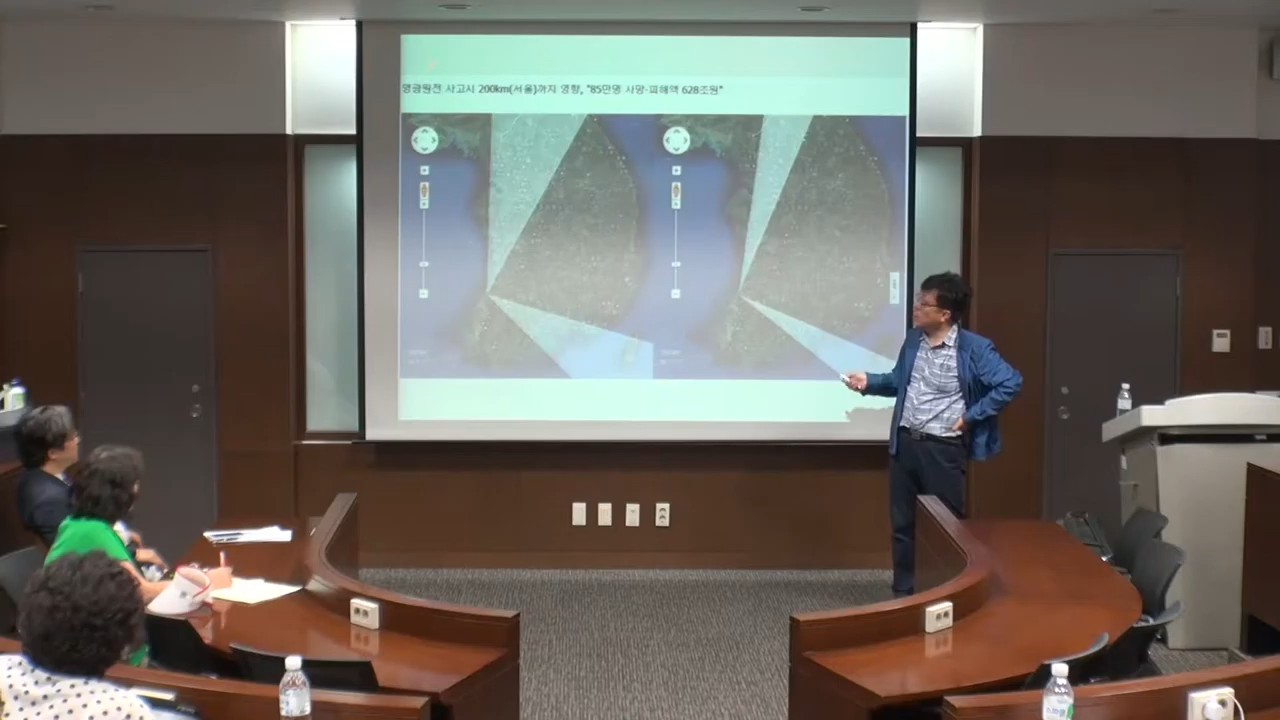 영광원전 사고시 200km(서울)까지 영향, "85만명 사망·피해액 628조원"